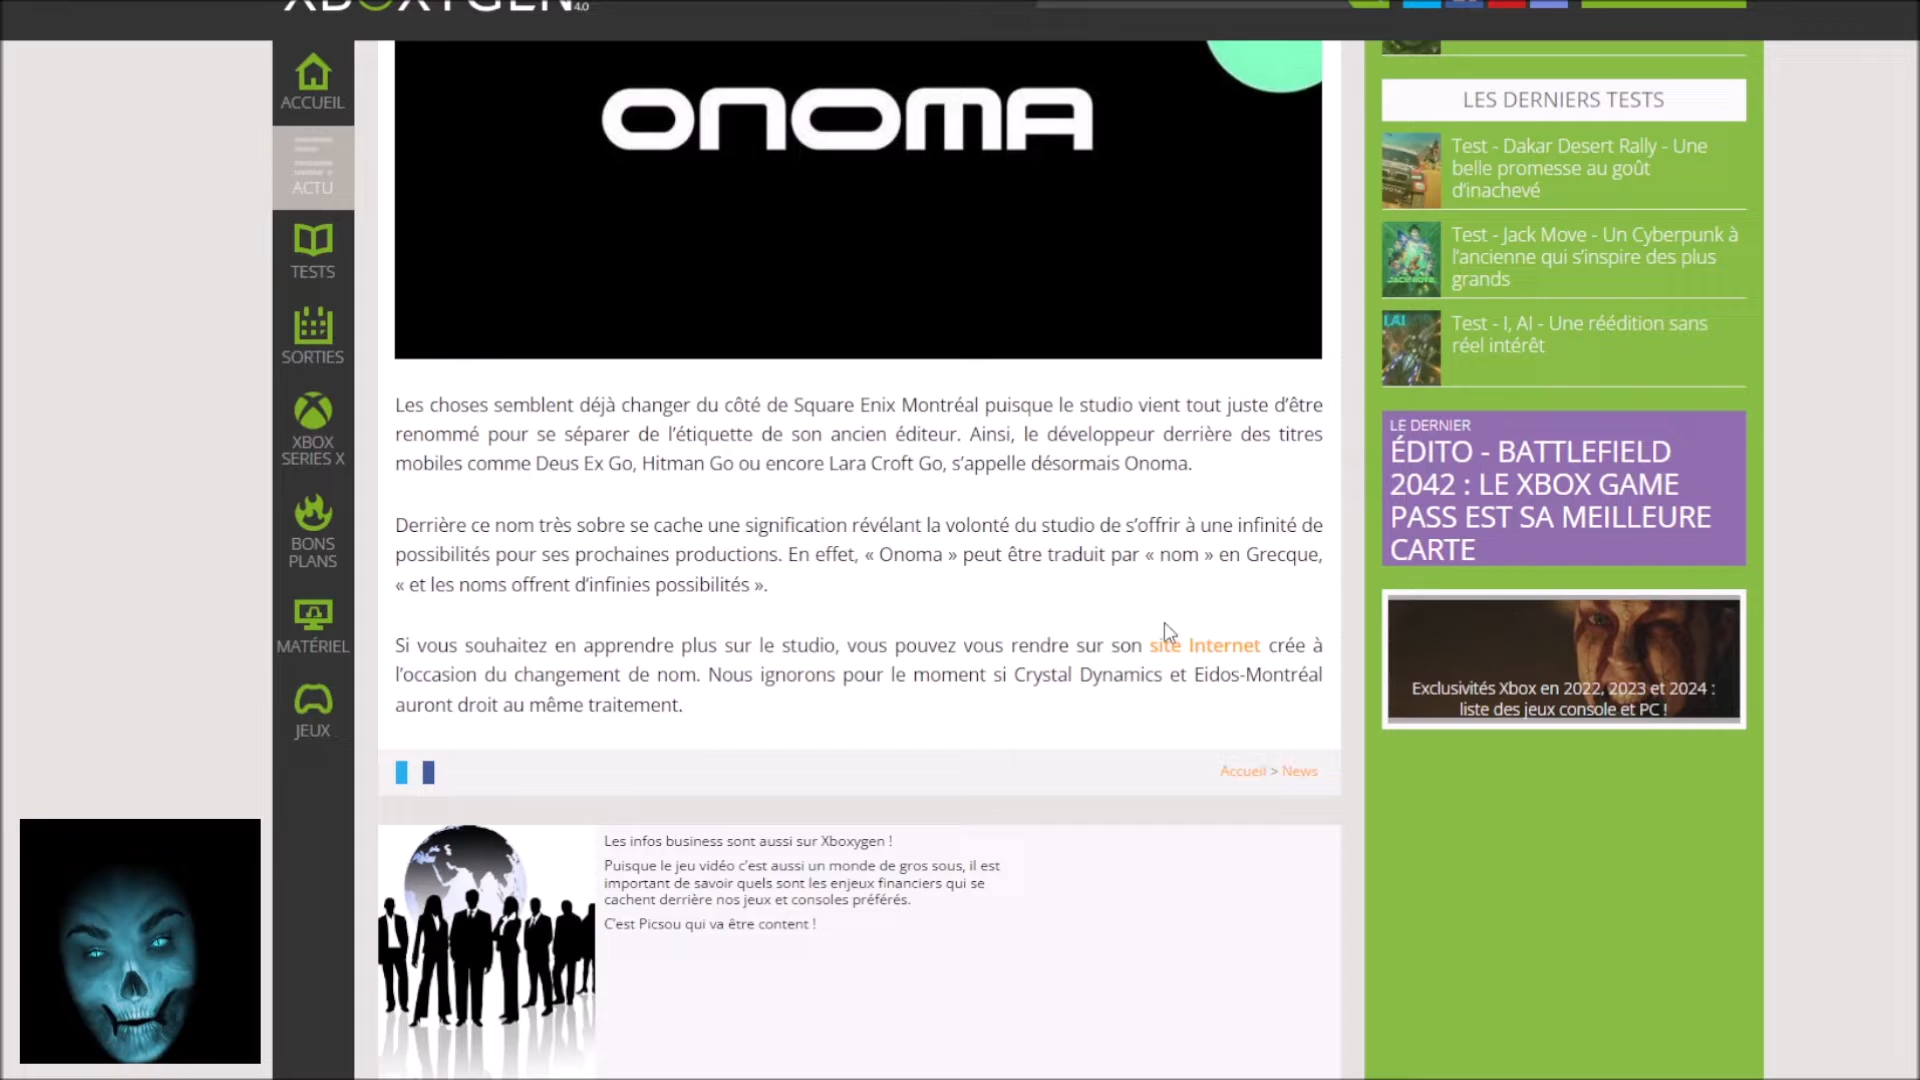 XBOXYGEN 4.0
ACCUEIL
ACTU
TESTS
SORTIES
XBOX
SERIES X
BONS
PLANS
MATÉRIEL
JEUX
ONOMA
Les choses semblent déjà changer du côté de Square Enix Montréal puisque le studio vient tout juste d'être
renommé pour se séparer de l'étiquette de son ancien éditeur. Ainsi, le développeur derrière des titres
mobiles comme Deus Ex Go, Hitman Go ou encore Lara Croft Go, s'appelle désormais Onoma.
Derrière ce nom très sobre se cache une signification révélant la volonté du studio de s'offrir à une infinité de
possibilités pour ses prochaines productions. En effet, « Onoma » peut être traduit par « nom » en Grecque,
« et les noms offrent d'infinies possibilités ».
Si vous souhaitez en apprendre plus sur le studio, vous pouvez vous rendre sur son site Internet crée à
l'occasion du changement de nom. Nous ignorons pour le moment si Crystal Dynamics et Eidos-Montréal
auront droit au même traitement.
Accueil > News
Les infos business sont aussi sur Xboxygen !
Puisque le jeu vidéo c'est aussi un monde de gros sous, il est
important de savoir quels sont les enjeux financiers qui se
cachent derrière nos jeux et consoles préférés.
C'est Picsou qui va être content !
LES DERNIERS TESTS
Test - Dakar Desert Rally - Une
belle promesse au goût
d'inachevé
Test - Jack Move - Un Cyberpunk à
l'ancienne qui s'inspire des plus
grands
Test - I, AI - Une réédition sans
réel intérêt
LE DERNIER
ÉDITO - BATTLEFIELD
2042 : LE XBOX GAME
PASS EST SA MEILLEURE
CARTE
Exclusivités Xbox en 2022, 2023 et 2024 :
liste des jeux console et PC !